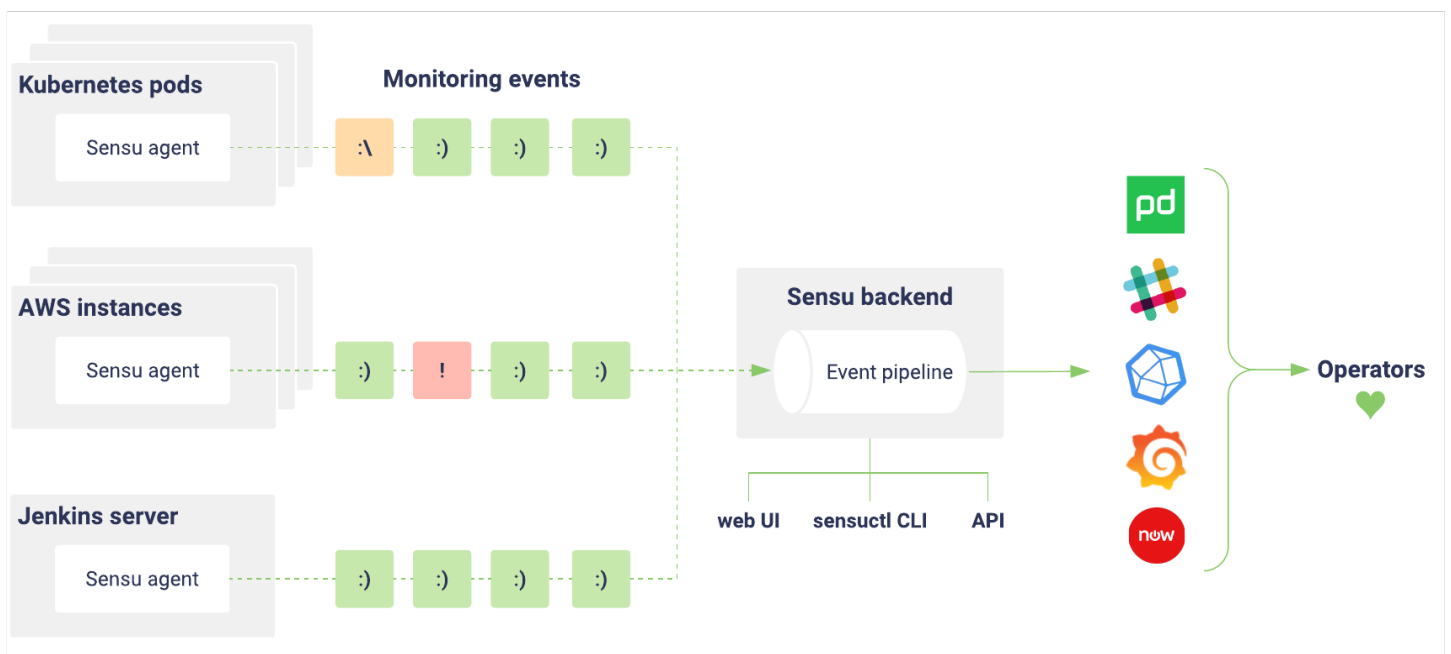 Kubernetes pods
Sensu agent
Monitoring events
:\ :) :) :)
AWS instances
Sensu agent
:) ! :) :)
Jenkins server
Sensu agent
:) :) :) :)
Sensu backend
Event pipeline
web UI
sensuctl CLI
API
pd
now
Operators